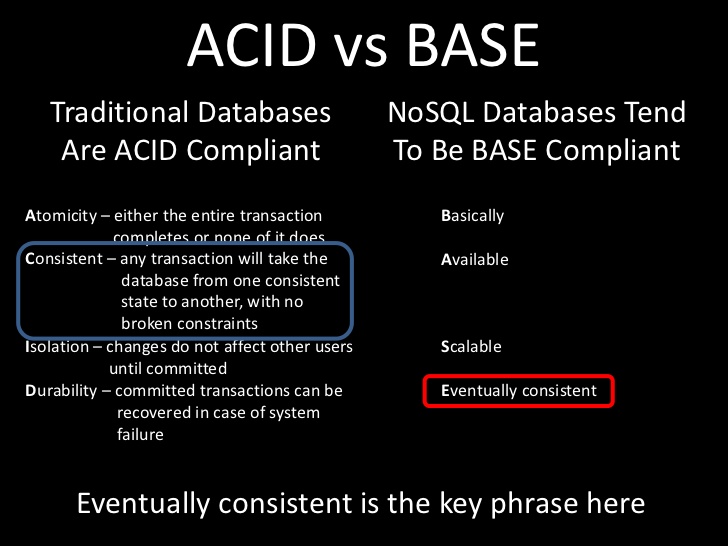 ACID vs BASE
Traditional Databases
Are ACID Compliant
NoSQL Databases Tend
To Be BASE Compliant
Atomicity – either the entire transaction
completes or none of it does
Consistent – any transaction will take the
database from one consistent
state to another, with no
broken constraints
Isolation – changes do not affect other users
until committed
Durability – committed transactions can be
recovered in case of system
failure
Basically
Available
Scalable
Eventually consistent
Eventually consistent is the key phrase here